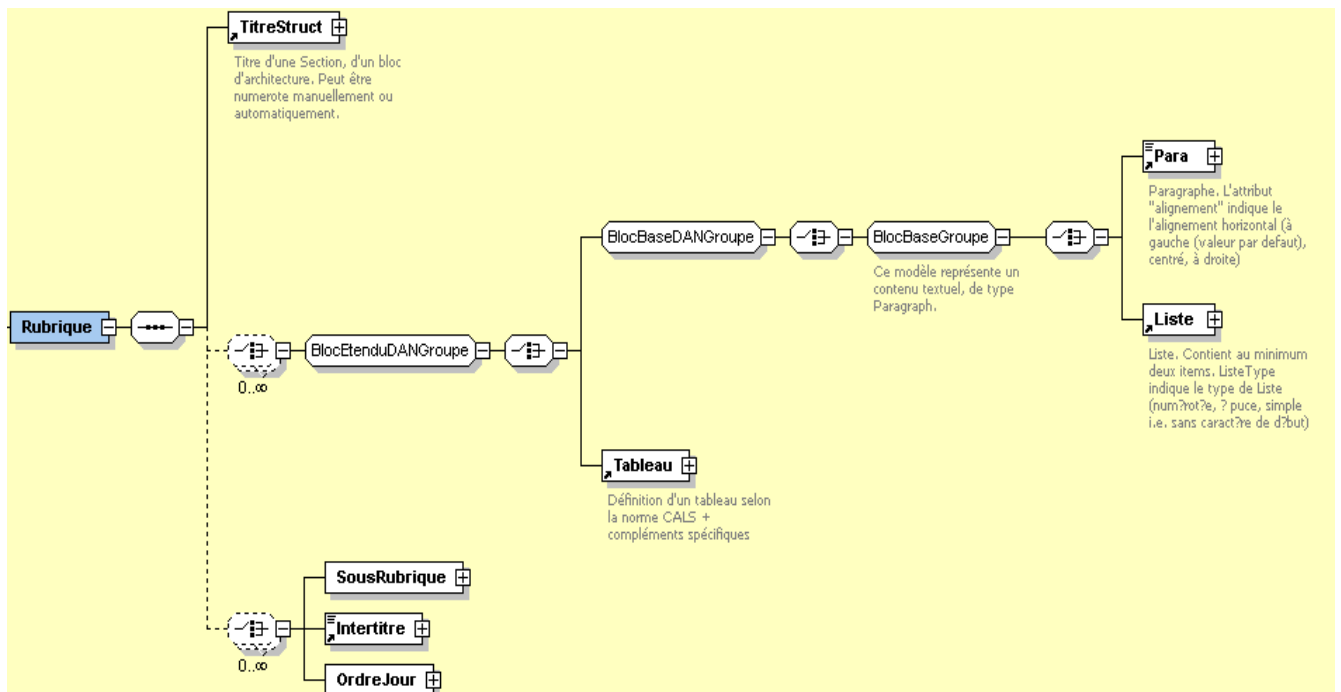 TitreStruct
Titre d'une Section, d'un bloc
d'architecture. Peut être
numerote manuellement ou
automatiquement.
Para
Paragraphe. L'attribut
"alignement" indique le
l'alignement horizontal (à
gauche (valeur par defaut),
centré, à droite)
BlocBaseDANGroupe
BlocBaseGroupe
Ce modèle représente un
contenu textuel, de type
Paragraph.
Rubrique
Liste
Liste. Contient au minimum
deux items. ListeType
indique le type de Liste
(num?rot?e, ? puce, simple
i.e. sans caract?re de d?but)
BlocEtenduDANGroupe
0..∞
Tableau
Définition d'un tableau selon
la norme CALS +
compléments spécifiques
SousRubrique
Intertitre
0..∞
OrdreJour